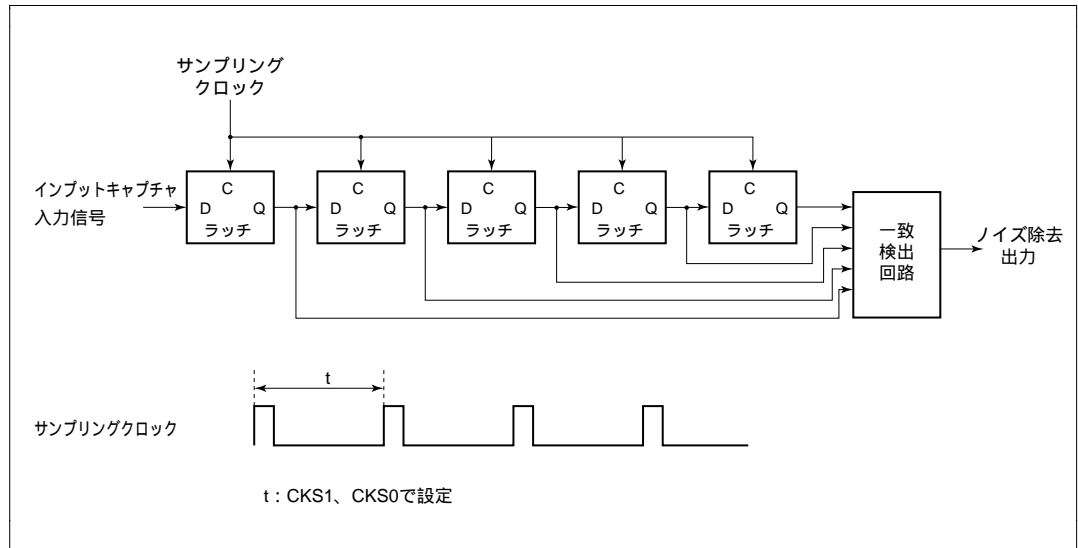 サンプリング
クロック
インプットキャプチャ
入力信号
C
D Q
ラッチ
C
D Q
ラッチ
C
D Q
ラッチ
C
D Q
ラッチ
C
D Q
ラッチ
一致
検出
回路
ノイズ除去
出力
t
サンプリングクロック
t：CKS1、CKS0で設定